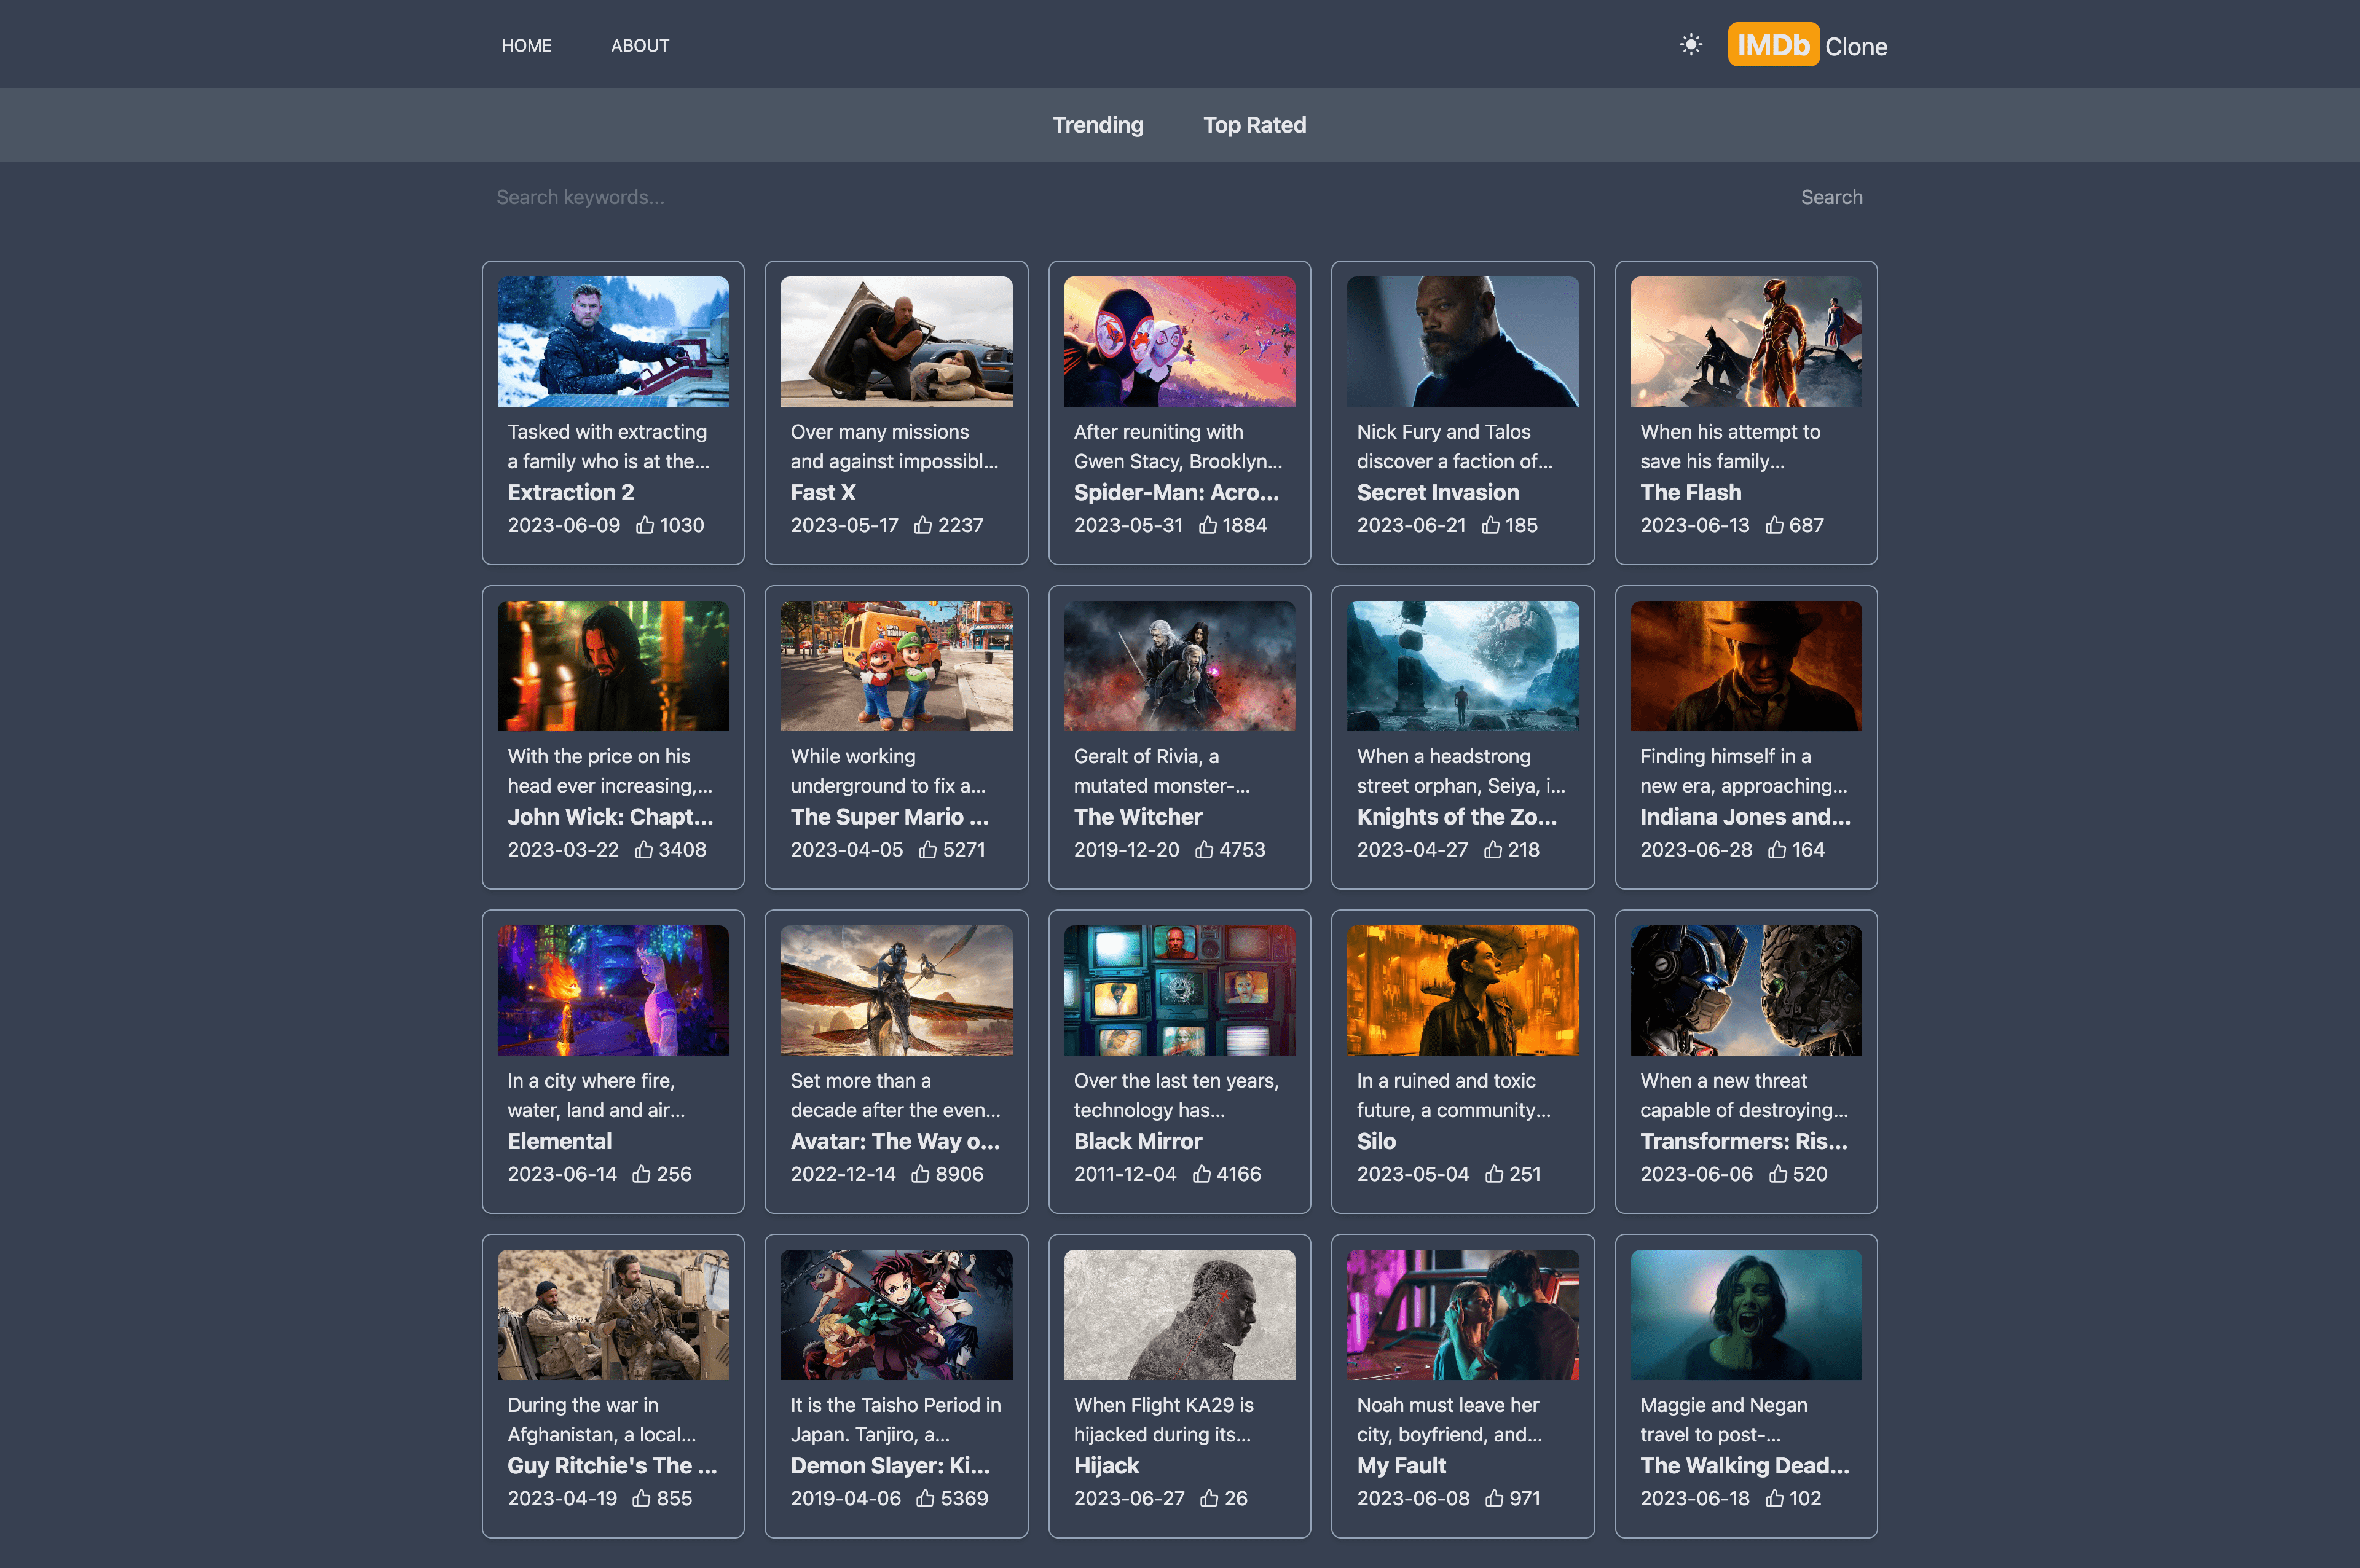 HOME ABOUT IMDb Clone
Trending Top Rated
Search keywords... Search
Tasked with extracting
a family who is at the...
Extraction 2
2023-06-09 1030
Over many missions
and against impossibl...
Fast X
2023-05-17 2237
After reuniting with
Gwen Stacy, Brooklyn...
Spider-Man: Acro...
2023-05-31 1884
Nick Fury and Talos
discover a faction of...
Secret Invasion
2023-06-21 185
When his attempt to
save his family...
The Flash
2023-06-13 687
With the price on his
head ever increasing,...
John Wick: Chapt...
2023-03-22 3408
While working
underground to fix a...
The Super Mario ...
2023-04-05 5271
Geralt of Rivia, a
mutated monster-...
The Witcher
2019-12-20 4753
When a headstrong
street orphan, Seiya, i...
Knights of the Zo...
2023-04-27 218
Finding himself in a
new era, approaching...
Indiana Jones and...
2023-06-28 164
In a city where fire,
water, land and air...
Elemental
2023-06-14 256
Set more than a
decade after the even...
Avatar: The Way o...
2022-12-14 8906
Over the last ten years,
technology has...
Black Mirror
2011-12-04 4166
In a ruined and toxic
future, a community...
Silo
2023-05-04 251
When a new threat
capable of destroying...
Transformers: Ris...
2023-06-06 520
During the war in
Afghanistan, a local...
Guy Ritchie's The ...
2023-04-19 855
It is the Taisho Period in
Japan. Tanjiro, a...
Demon Slayer: Ki...
2019-04-06 5369
When Flight KA29 is
hijacked during its...
Hijack
2023-06-27 26
Noah must leave her
city, boyfriend, and...
My Fault
2023-06-08 971
Maggie and Negan
travel to post-...
The Walking Dead...
2023-06-18 102